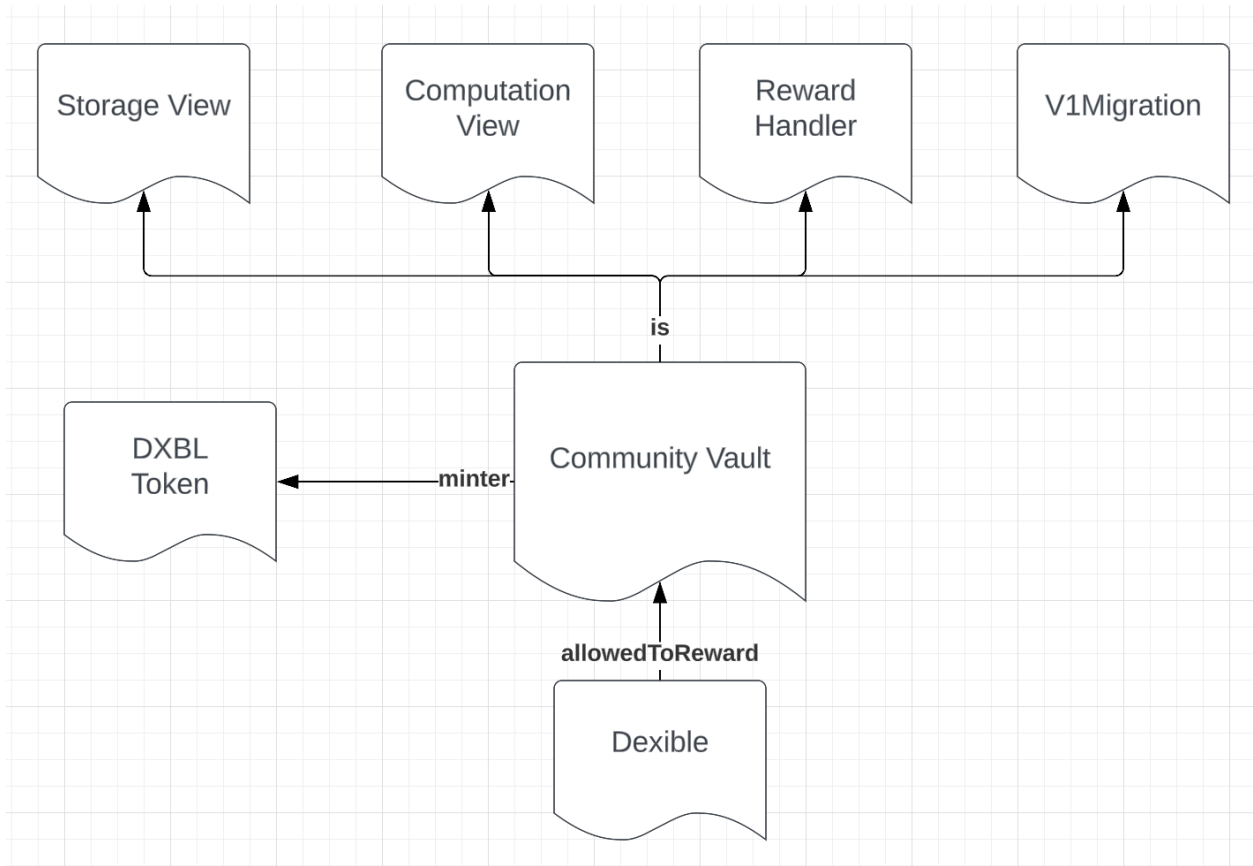 Storage View
Computation
View
Reward
Handler
V1Migration
is
DXBL
Token
minter
Community Vault
allowedToReward
Dexible